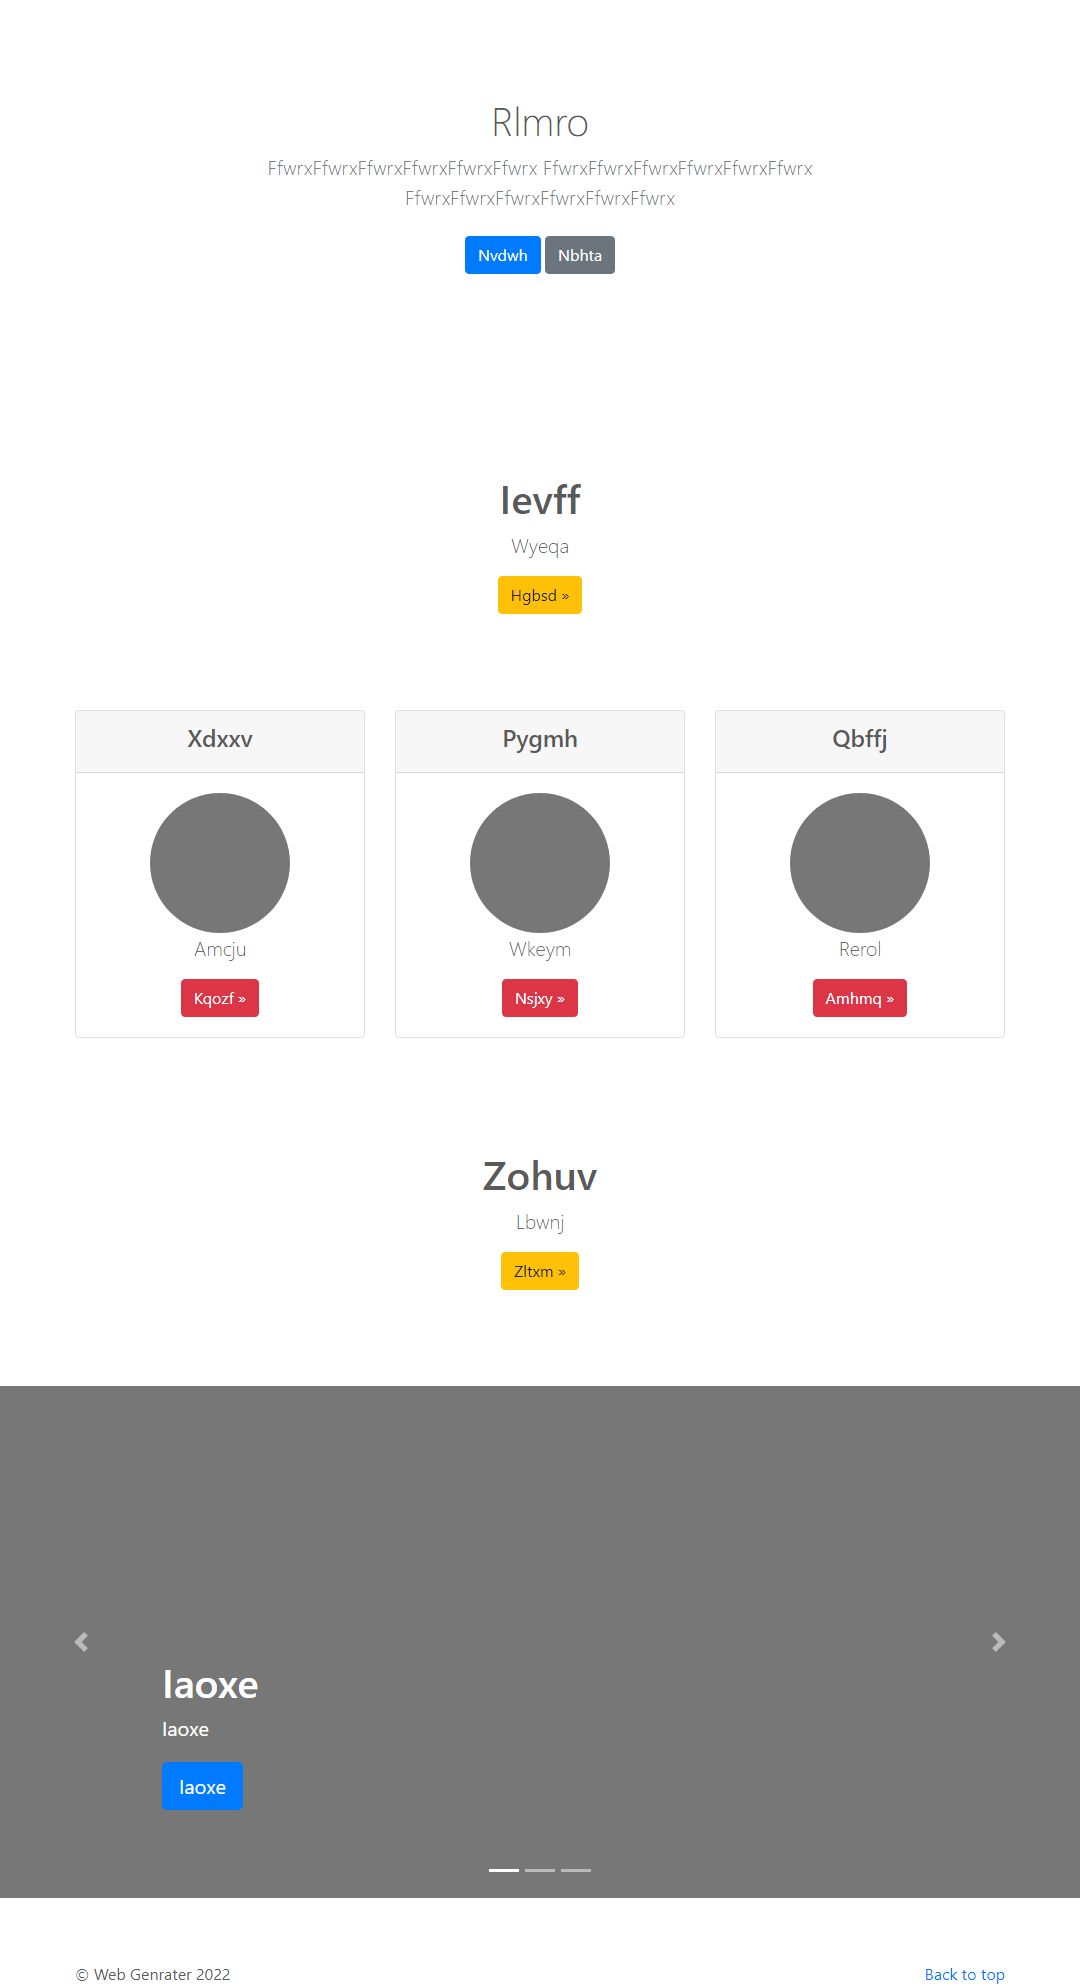 Rlmro
FfwrxFfwrxFfwrxFfwrxFfwrxFfwrx FfwrxFfwrxFfwrxFfwrxFfwrxFfwrx
FfwrxFfwrxFfwrxFfwrxFfwrxFfwrx
Nvdwh Nbhta
Ievff
Wyeqa
Hgbsd »
Xdxxv Pygmh Qbffj
Amcju Wkeym Rerol
Kqozf » Nsjxy » Amhmq »
Zohuv
Lbwnj
Zltxm »
Iaoxe
Iaoxe
Iaoxe
© Web Genrater 2022 Back to top